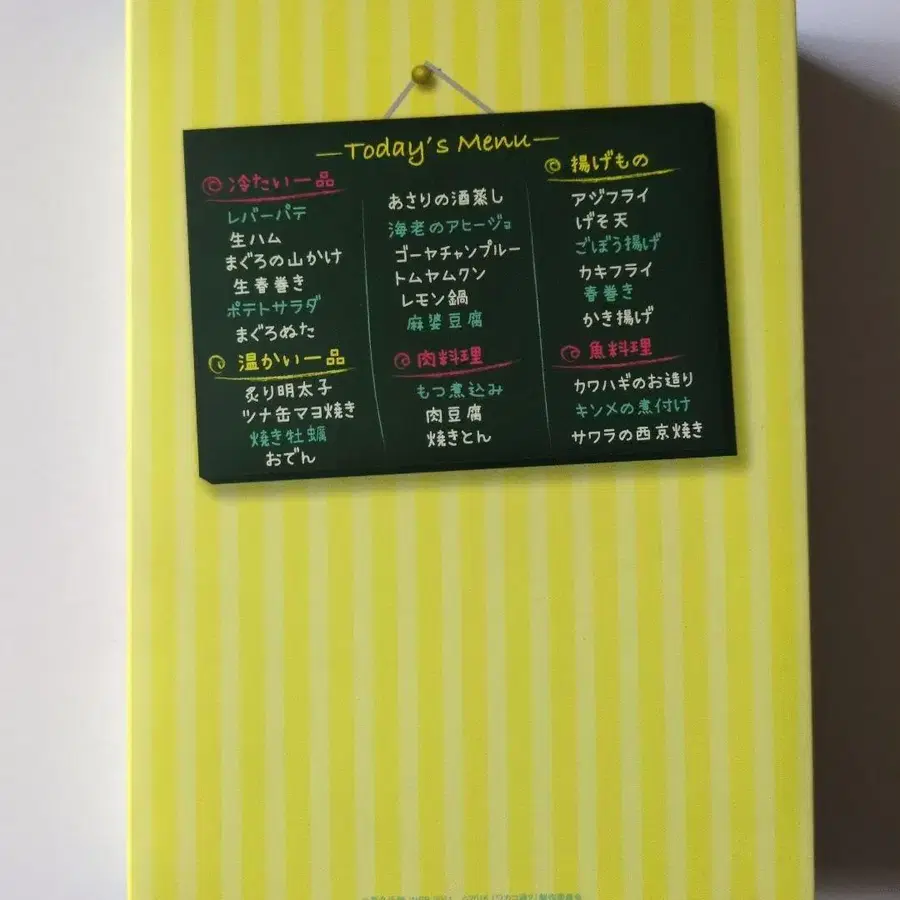 Today's Menu
冷たい一品
レバーパテ
生ハム
まぐろの山かけ
生春巻き
ポテトサラダ
まぐろぬた
温かい一品
炙り明太子
ツナ缶マヨ焼き
焼き牡蠣
おでん
あさりの酒蒸し
海老のアヒージョ
ゴーヤチャンプルー
トムヤムクン
レモン鍋
麻婆豆腐
肉料理
もつ煮込み
肉豆腐
焼きとん
揚げもの
アジフライ
げそ天
ごぼう揚げ
カキフライ
春巻き
かき揚げ
魚料理
カワハギのお造り
キンメの煮付け
サワラの西京焼き